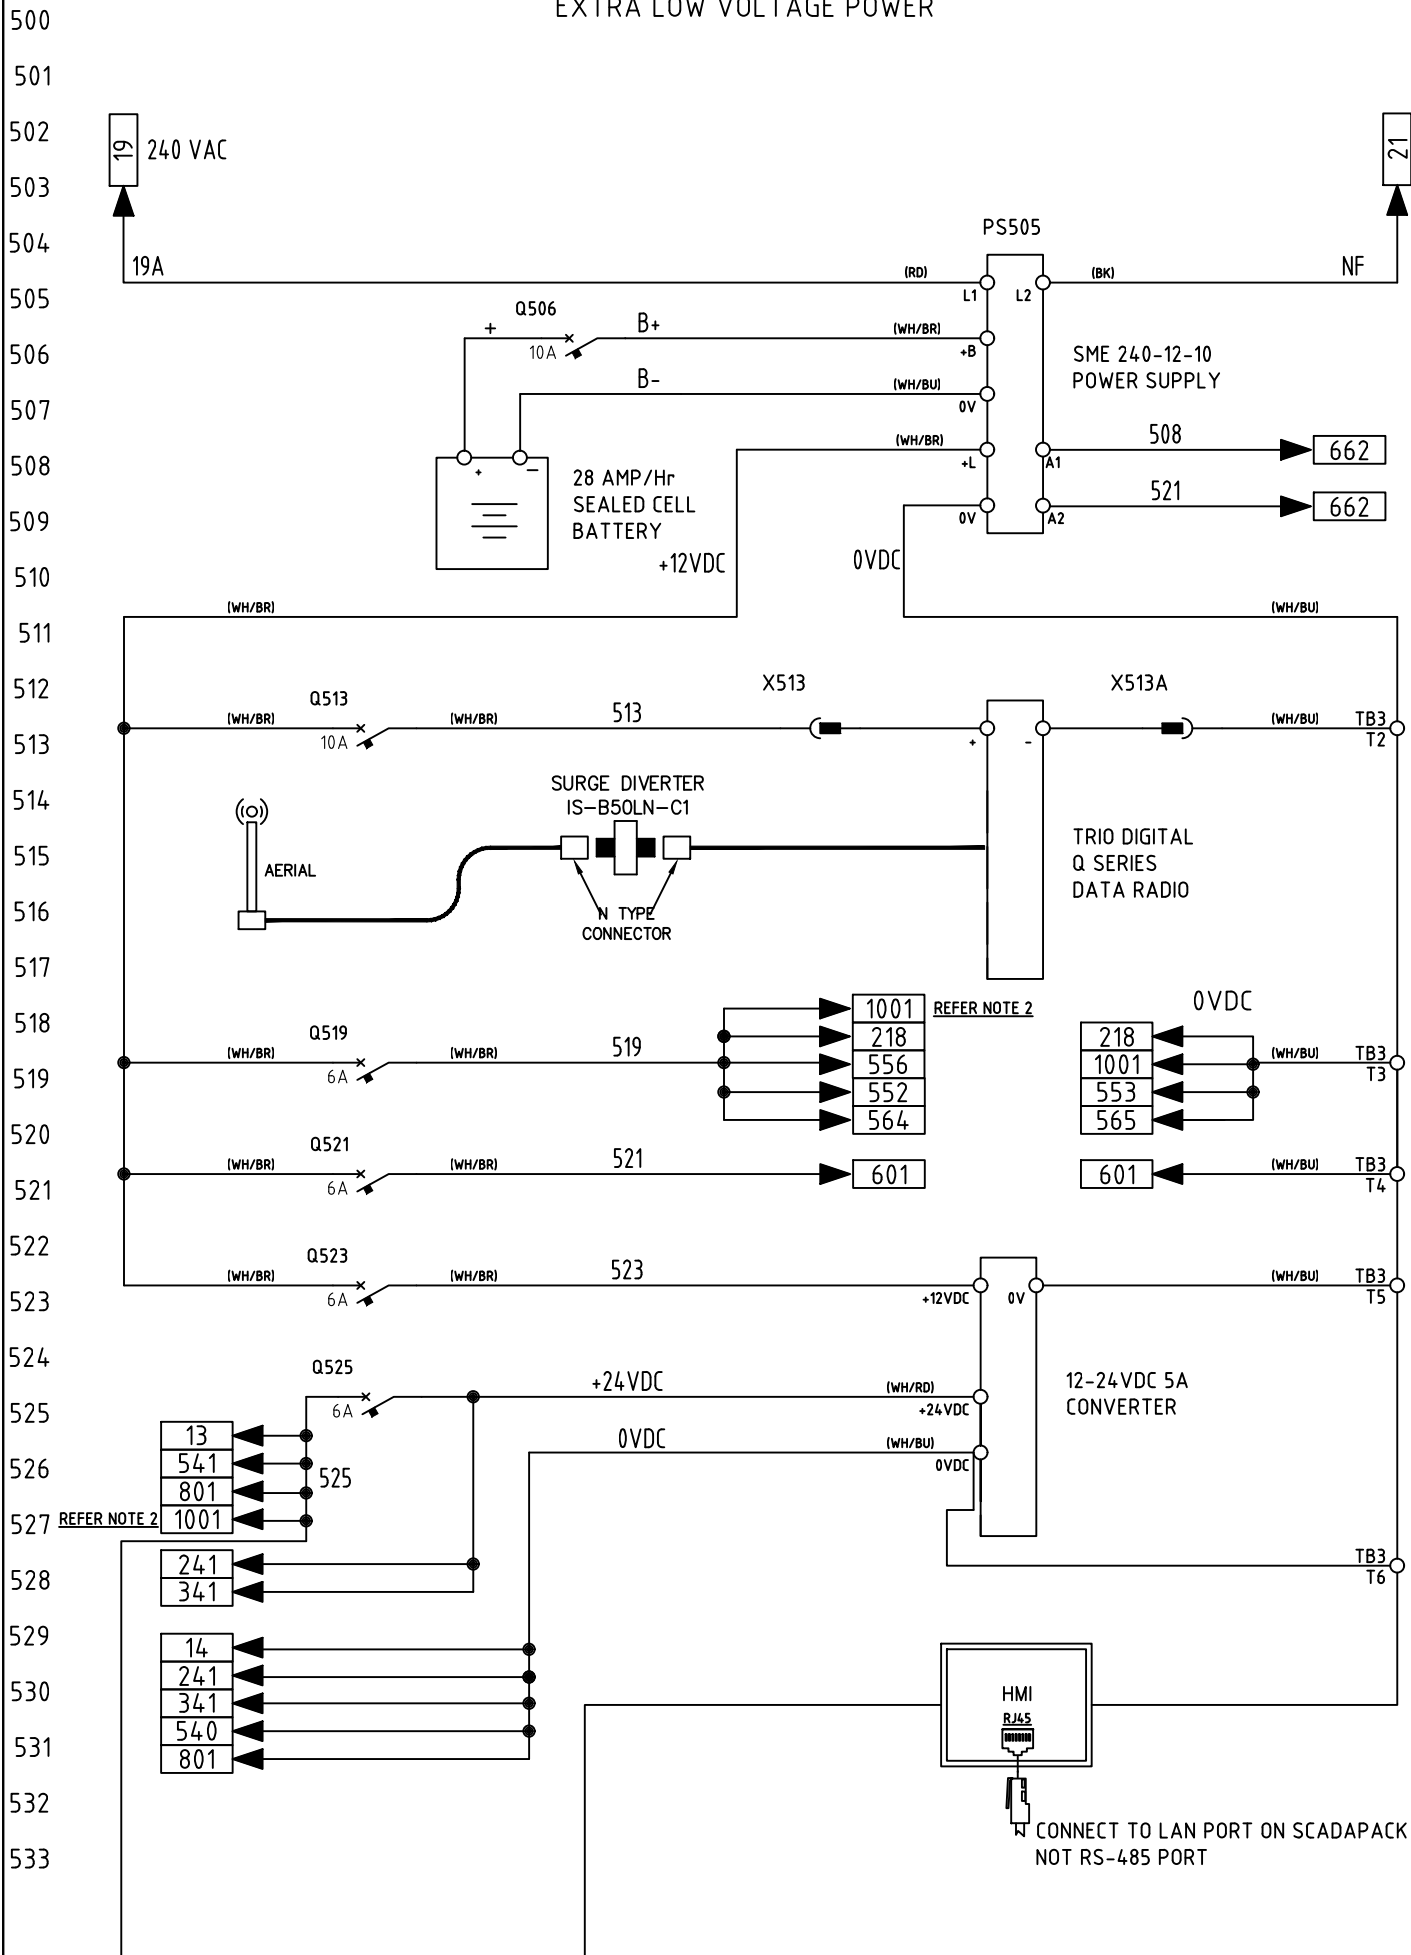 EXTRA LOW VOLTAGE POWER
500
501
502
19
240 VAC
21
503
504
PS505
19A
(RD)
(BK)
NF
505
L1
L2
Q506
+
B+
(WH/BR)
10A
+B
506
SME 240-12-10
POWER SUPPLY
B-
(WH/BU)
507
0V
(WH/BR)
508
662
508
+L
A1
28 AMP/Hr
SEALED CELL
BATTERY
+
−
521
662
509
0V
A2
+12VDC
0VDC
510
(WH/BR)
(WH/BU)
511
512
X513
X513A
Q513
(WH/BR)
(WH/BR)
513
(WH/BU)
TB3
T2
513
10A
+
-
514
SURGE DIVERTER
IS-B50LN-C1
515
TRIO DIGITAL
Q SERIES
DATA RADIO
AERIAL
516
N TYPE
CONNECTOR
517
518
0VDC
1001
REFER NOTE 2
Q519
218
218
(WH/BR)
(WH/BR)
519
556
1001
(WH/BU)
TB3
T3
519
6A
552
553
564
565
520
Q521
(WH/BR)
(WH/BR)
521
601
601
(WH/BU)
TB3
T4
521
6A
522
Q523
(WH/BR)
(WH/BR)
523
(WH/BU)
TB3
T5
523
6A
+12VDC
0V
524
Q525
+24VDC
(WH/RD)
12-24VDC 5A
CONVERTER
525
6A
+24VDC
13
0VDC
(WH/BU)
0VDC
526
541
525
801
527
REFER NOTE 2
1001
241
TB3
T6
528
341
529
14
241
530
341
HMI
RJ45
540
531
801
532
CONNECT TO LAN PORT ON SCADAPACK
NOT RS-485 PORT
533